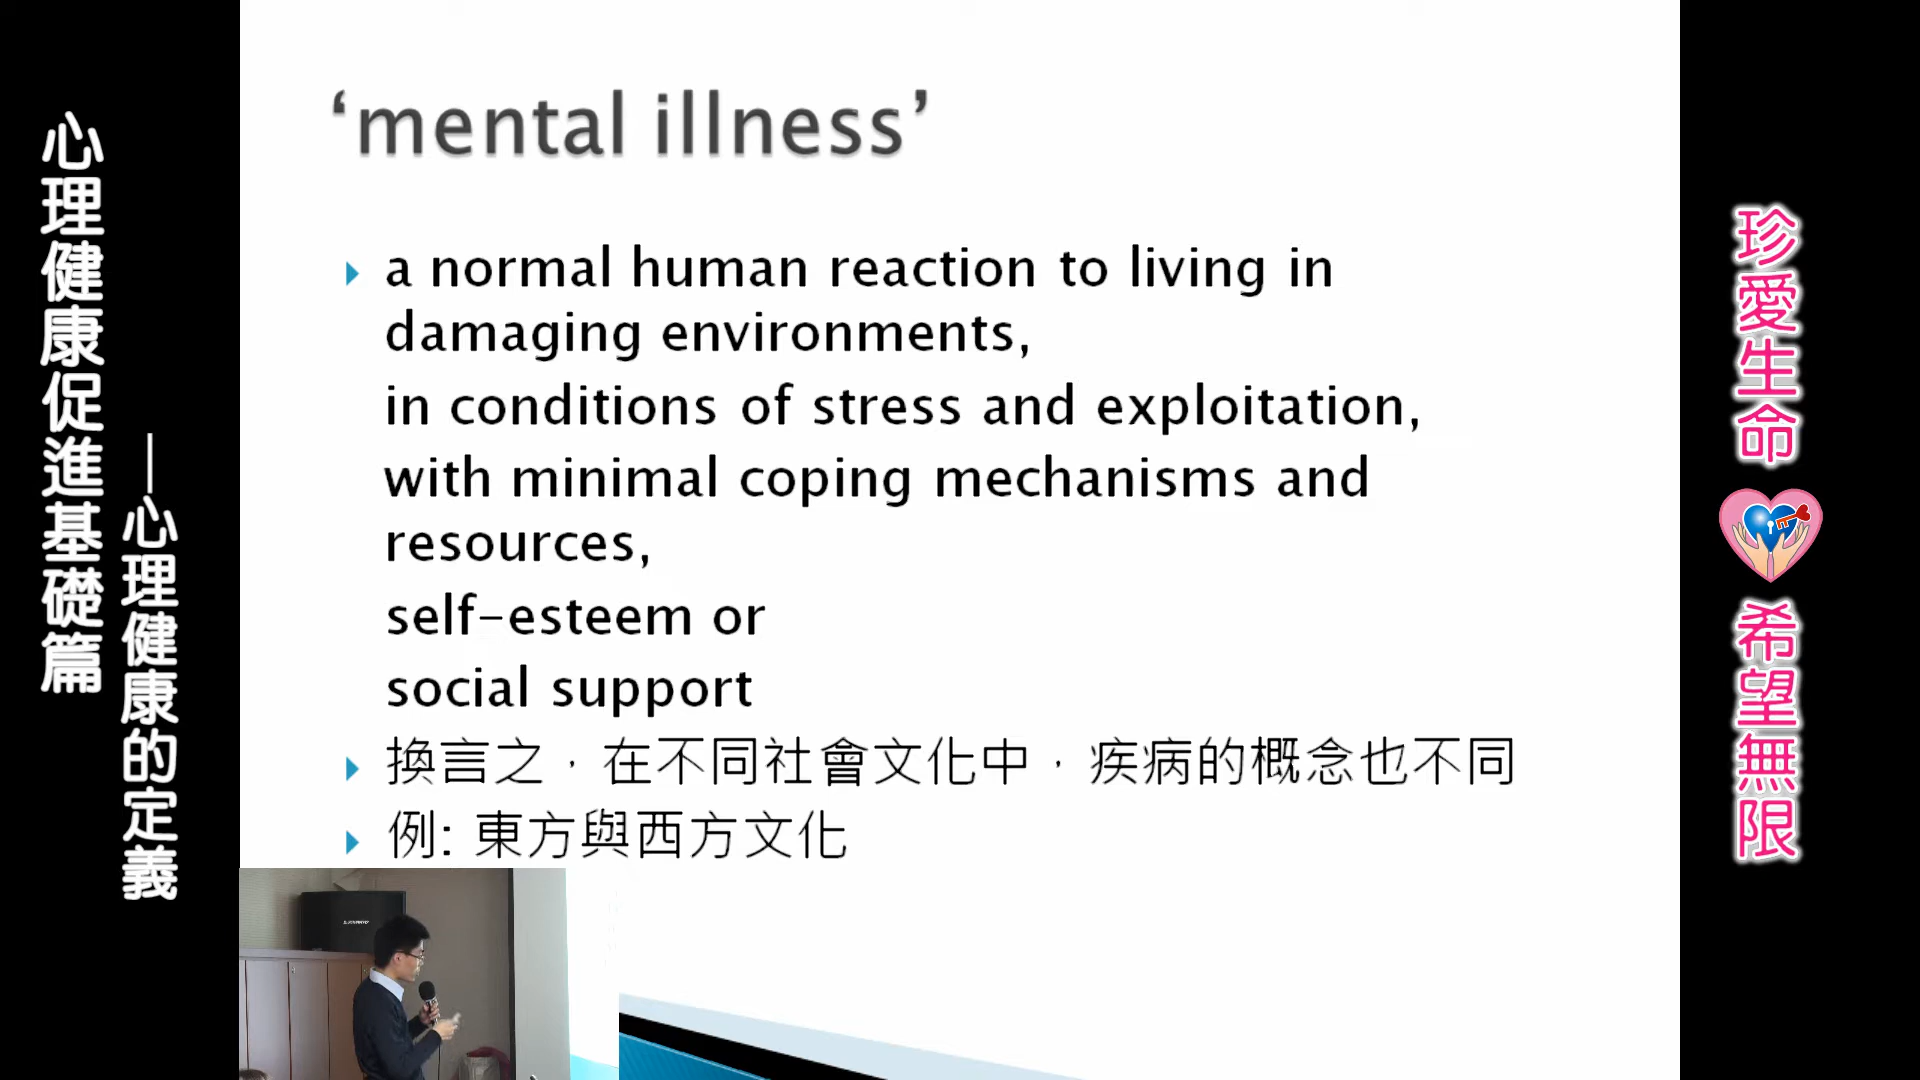 心理健康促進基礎篇
—心理健康的定義
‘mental illness’
a normal human reaction to living in
damaging environments,
in conditions of stress and exploitation,
with minimal coping mechanisms and
resources,
self-esteem or
social support
換言之，在不同社會文化中，疾病的概念也不同
例: 東方與西方文化
珍愛生命
希望無限